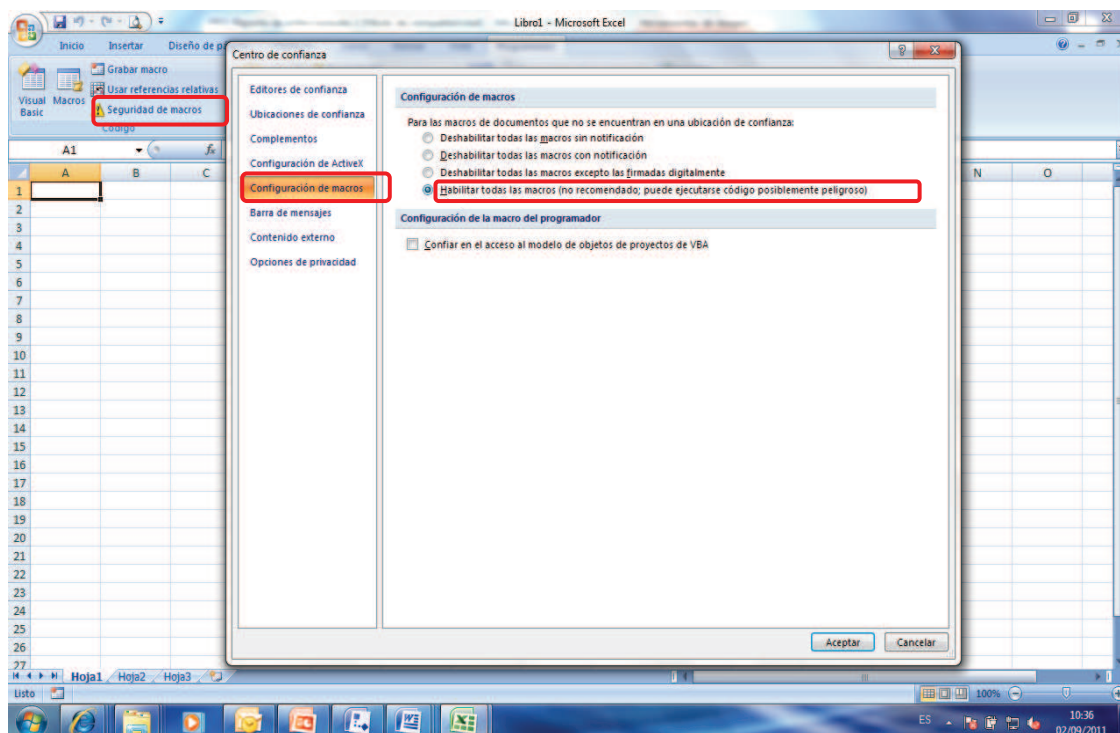 Libro1 - Microsoft Excel
Inicio Insertar Diseño de p
Grabar macro
Usar referencias relativas
Seguridad de macros
Visual Basic
Macros
Código
A1
fx
A B C N O
1
2
3
4
5
6
7
8
9
10
11
12
13
14
15
16
17
18
19
20
21
22
23
24
25
26
27
Centro de confianza
Editores de confianza
Ubicaciones de confianza
Complementos
Configuración de ActiveX
Configuración de macros
Barra de mensajes
Contenido externo
Opciones de privacidad
Configuración de macros
Para las macros de documentos que no se encuentran en una ubicación de confianza:
Deshabilitar todas las macros sin notificación
Deshabilitar todas las macros con notificación
Deshabilitar todas las macros excepto las firmadas digitalmente
Habilitar todas las macros (no recomendado; puede ejecutarse código posiblemente peligroso)
Configuración de la macro del programador
Confiar en el acceso al modelo de objetos de proyectos de VBA
Aceptar Cancelar
Hoja1 Hoja2 Hoja3
Listo
100%
ES
10:36
02/09/2011